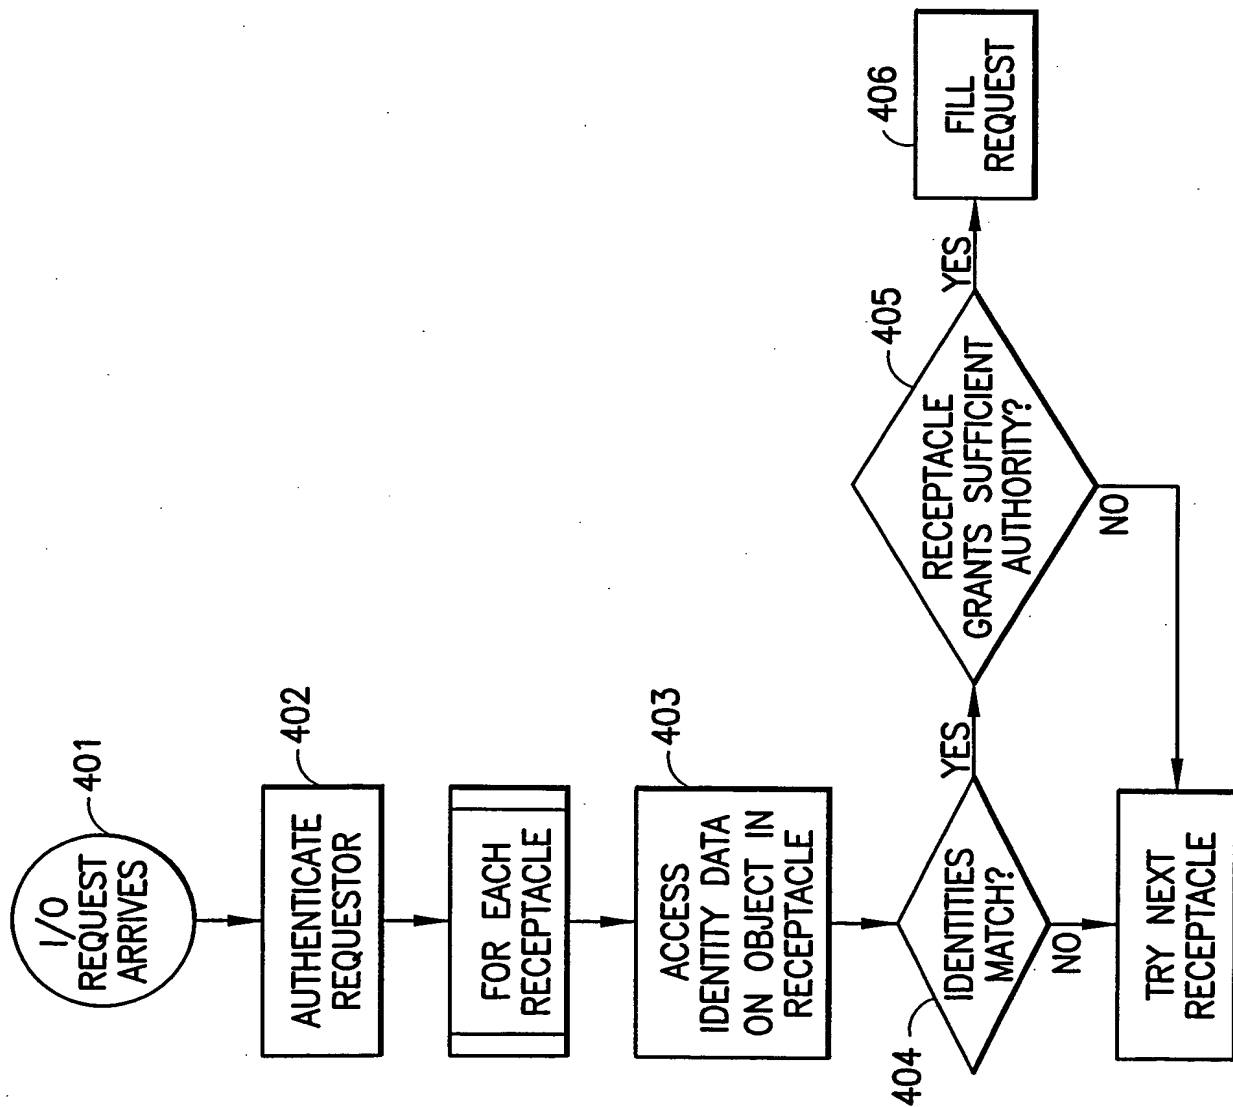 401
I/O
REQUEST
ARRIVES
402
AUTHENTICATE
REQUESTOR
FOR EACH
RECEPTACLE
403
ACCESS
IDENTITY DATA
ON OBJECT IN
RECEPTACLE
404
IDENTITIES
MATCH?
YES
NO
405
RECEPTACLE
GRANTS SUFFICIENT
AUTHORITY?
YES
NO
406
FILL
REQUEST
TRY NEXT
RECEPTACLE